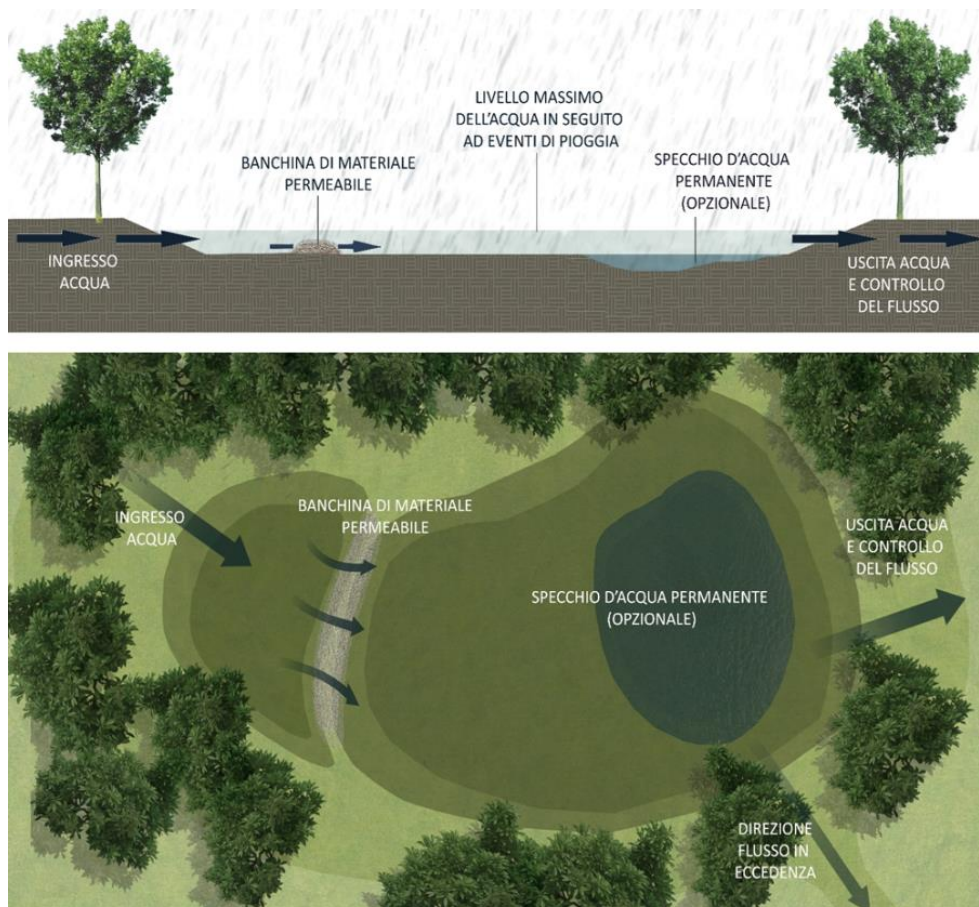 LIVELLO MASSIMO
DELL'ACQUA IN SEGUITO
AD EVENTI DI PIOGGIA
BANCHINA DI MATERIALE
PERMEABILE
SPECCHIO D'ACQUA
PERMANENTE
(OPZIONALE)
INGRESSO
ACQUA
USCITA ACQUA
E CONTROLLO
DEL FLUSSO
INGRESSO
ACQUA
BANCHINA DI MATERIALE
PERMEABILE
USCITA ACQUA
E CONTROLLO
DEL FLUSSO
SPECCHIO D'ACQUA PERMANENTE
(OPZIONALE)
DIREZIONE
FLUSSO IN
ECCEDENZA